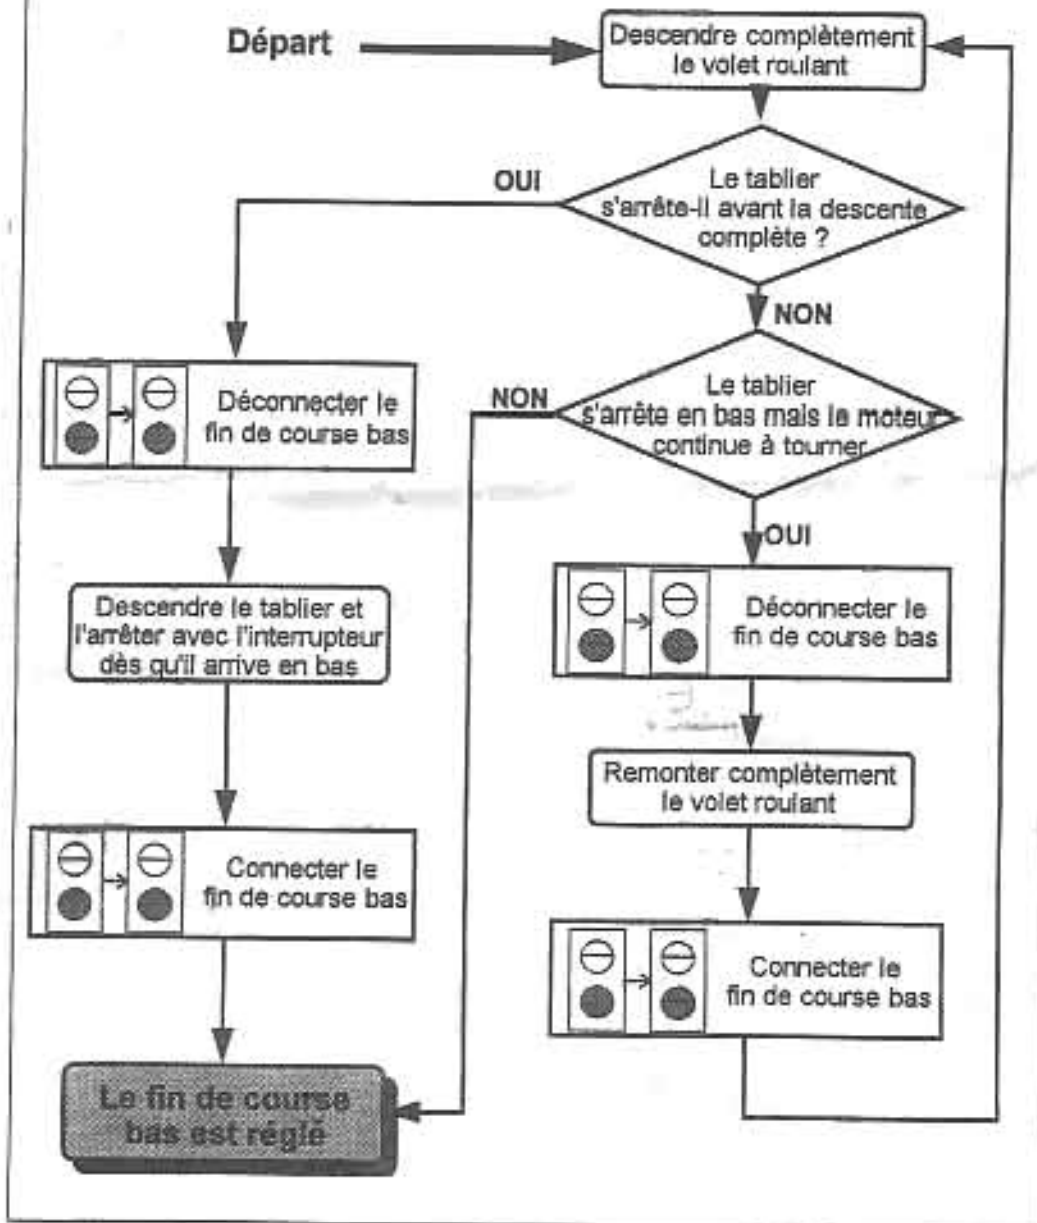 Départ
Descendre complètement
le volet roulant
Le tablier
s'arrête-il avant la descente
complète ?
OUI
NON
Le tablier
s'arrête en bas mais le moteur
continue à tourner
NON
OUI
Déconnecter le
fin de course bas
Descendre le tablier et
l'arrêter avec l'interrupteur
dès qu'il arrive en bas
Connecter le
fin de course bas
Déconnecter le
fin de course bas
Remonter complètement
le volet roulant
Connecter le
fin de course bas
Le fin de course
bas est réglé